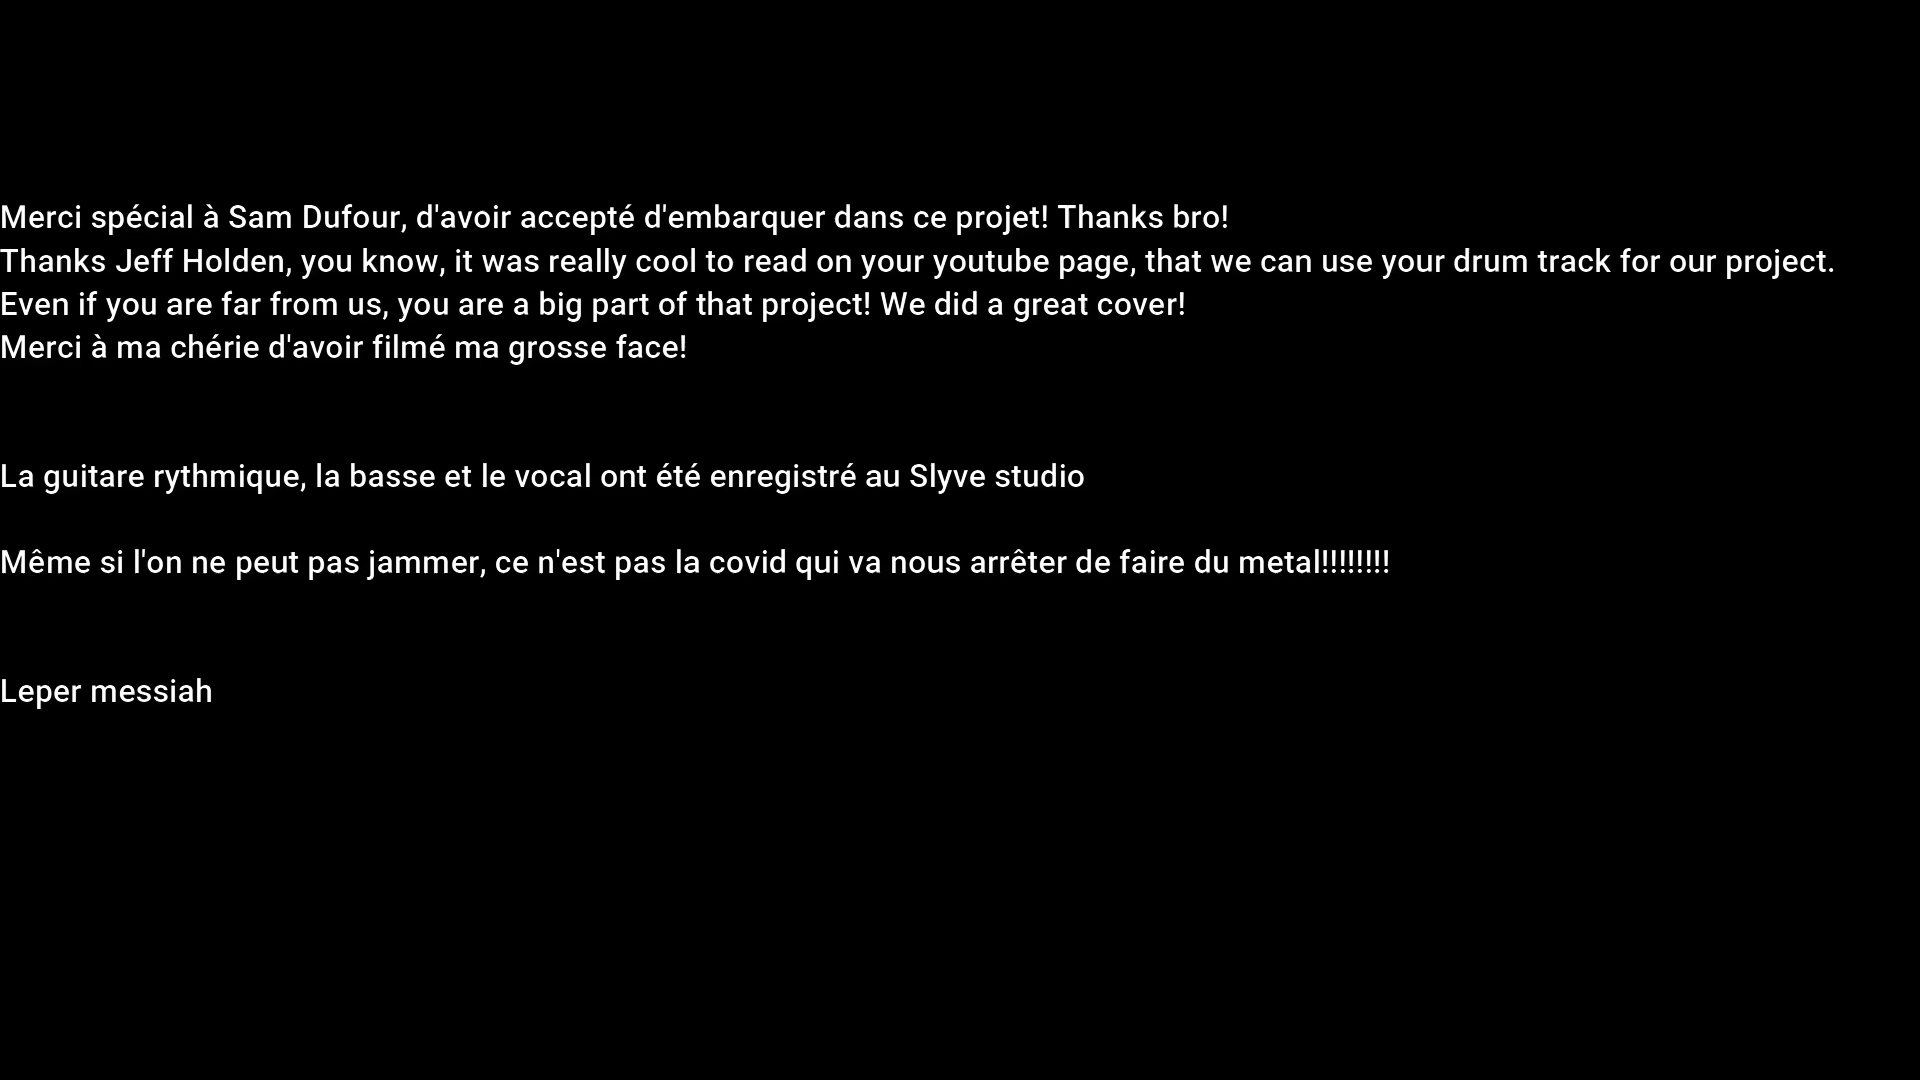 Merci spécial à Sam Dufour, d'avoir accepté d'embarquer dans ce projet! Thanks bro!
Thanks Jeff Holden, you know, it was really cool to read on your youtube page, that we can use your drum track for our project.
Even if you are far from us, you are a big part of that project! We did a great cover!
Merci à ma chérie d'avoir filmé ma grosse face!
La guitare rythmique, la basse et le vocal ont été enregistré au Slyve studio
Même si l'on ne peut pas jammer, ce n'est pas la covid qui va nous arrêter de faire du metal!!!!!!!!
Leper messiah